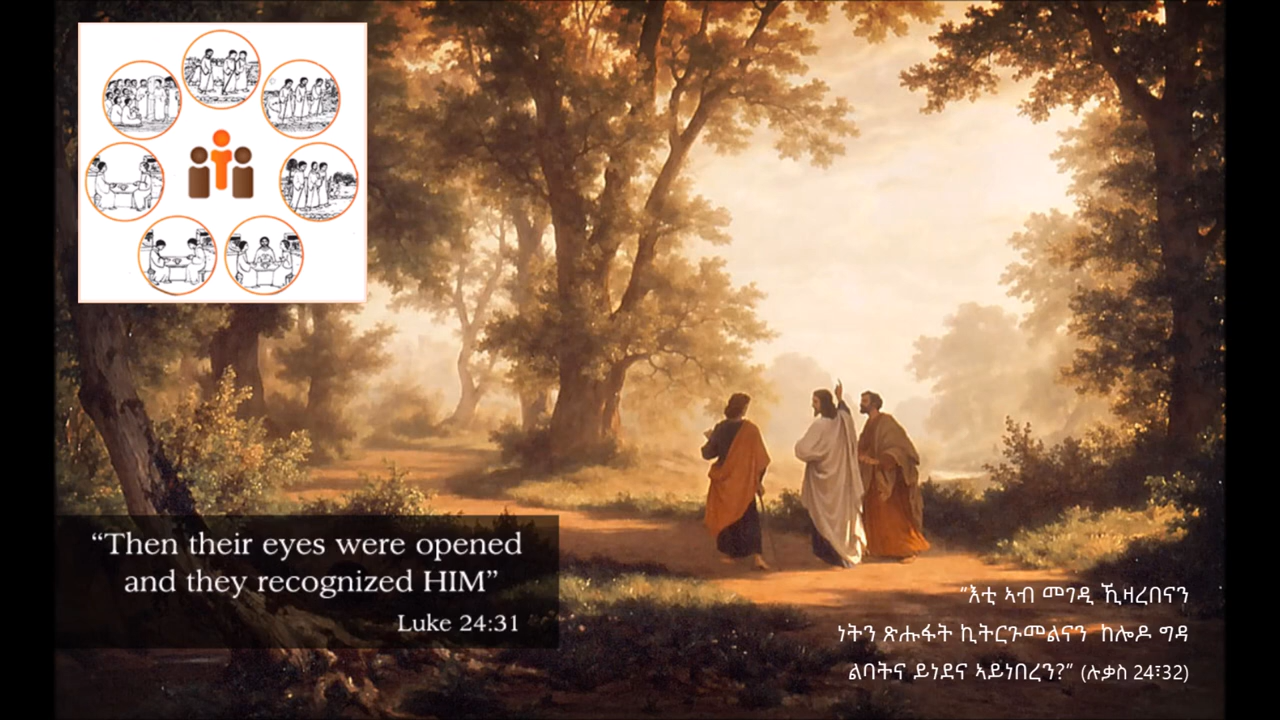 “Then their eyes were opened
and they recognized HIM”
Luke 24:31
“እቲ ኣብ መገዲ ኺዛረበናን
ነትን ጽሑፋት ኪትርጉመልናን ከሎዶ ግዳ
ልባትና ይነደና ኣይነበረን?” (ሉቃስ 24፡32)